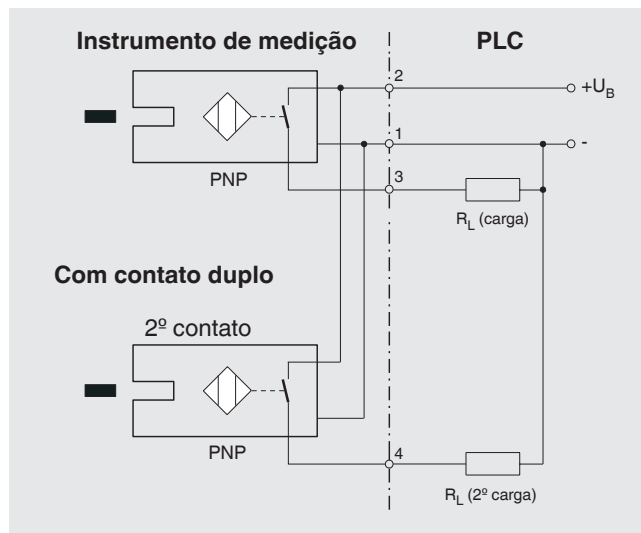 Instrumento de medição
PLC
2
+U_B
1
-
PNP
3
R_L (carga)
Com contato duplo
2º contato
PNP
4
R_L (2º carga)